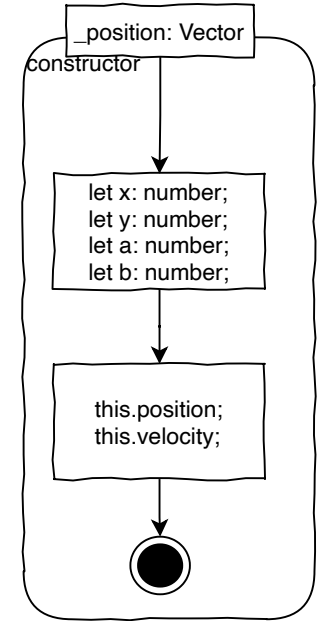 _position: Vector
constructor
let x: number;
let y: number;
let a: number;
let b: number;
this.position;
this.velocity;